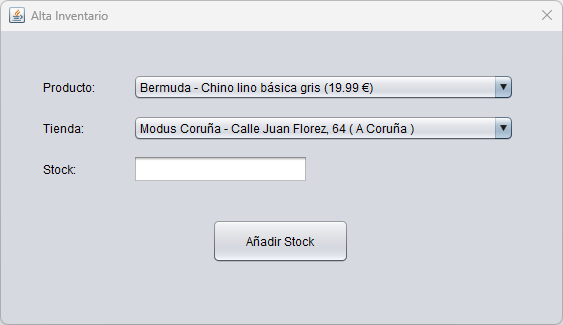 Alta Inventario
Producto: Bermuda - Chino lino básica gris (19.99 €)
Tienda: Modus Coruña - Calle Juan Florez, 64 ( A Coruña )
Stock:
Añadir Stock